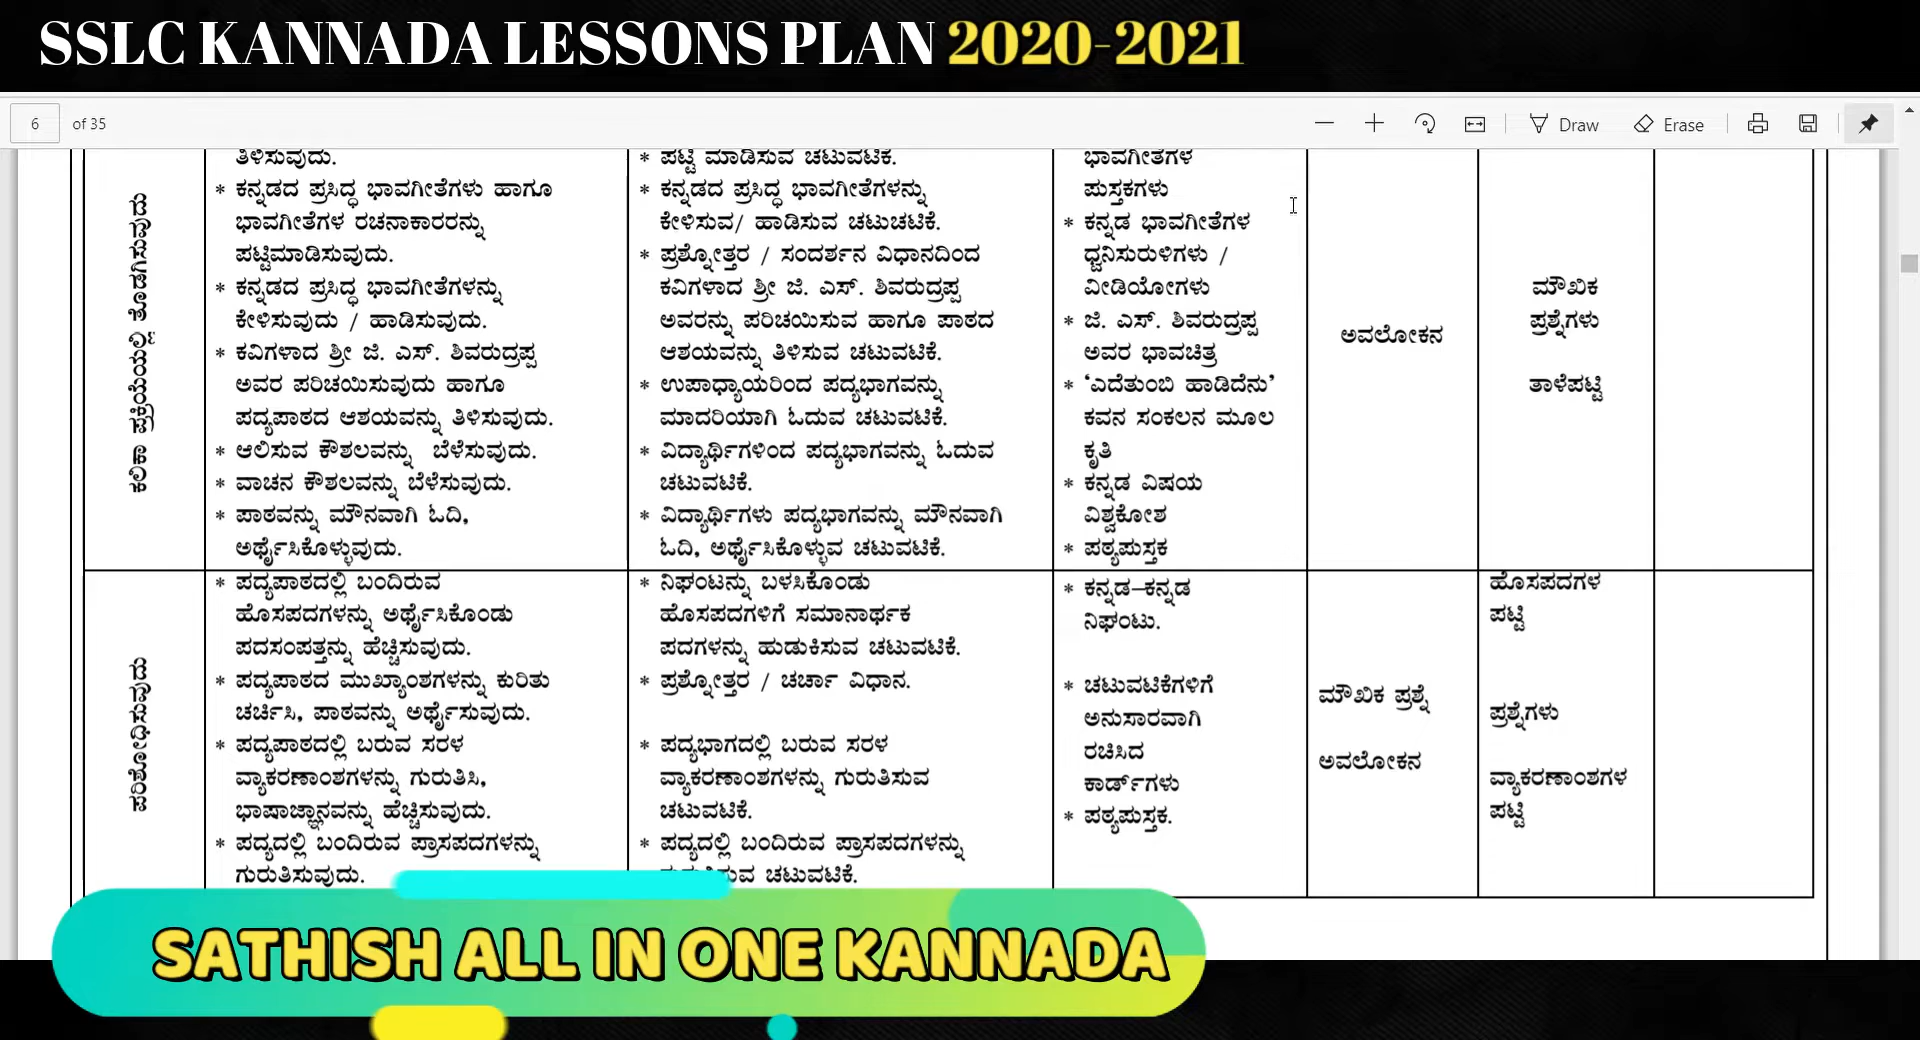 SSLC KANNADA LESSONS PLAN 2020-2021
6 of 35
Draw
Erase
ಕಲಿಕಾ ಪ್ರಕ್ರಿಯೆಯಲ್ಲಿ ತೊಡಗಿಸುವುದು
ತಿಳಿಸುವುದು.
* ಕನ್ನಡದ ಪ್ರಸಿದ್ಧ ಭಾವಗೀತೆಗಳು ಹಾಗೂ
ಭಾವಗೀತೆಗಳ ರಚನಾಕಾರರನ್ನು
ಪಟ್ಟಿಮಾಡಿಸುವುದು.
* ಕನ್ನಡದ ಪ್ರಸಿದ್ಧ ಭಾವಗೀತೆಗಳನ್ನು
ಕೇಳಿಸುವುದು / ಹಾಡಿಸುವುದು.
* ಕವಿಗಳಾದ ಶ್ರೀ ಜಿ. ಎಸ್. ಶಿವರುದ್ರಪ್ಪ
ಅವರ ಪರಿಚಯಿಸುವುದು ಹಾಗೂ
ಪದ್ಯಪಾಠದ ಆಶಯವನ್ನು ತಿಳಿಸುವುದು.
* ಆಲಿಸುವ ಕೌಶಲವನ್ನು ಬೆಳೆಸುವುದು.
* ವಾಚನ ಕೌಶಲವನ್ನು ಬೆಳೆಸುವುದು.
* ಪಾಠವನ್ನು ಮೌನವಾಗಿ ಓದಿ,
ಅರ್ಥೈಸಿಕೊಳ್ಳುವುದು.
* ಪಟ್ಟಿ ಮಾಡಿಸುವ ಚಟುವಟಿಕೆ.
* ಕನ್ನಡದ ಪ್ರಸಿದ್ಧ ಭಾವಗೀತೆಗಳನ್ನು
ಕೇಳಿಸುವ/ ಹಾಡಿಸುವ ಚಟುಚಟಿಕೆ.
* ಪ್ರಶ್ನೋತ್ತರ / ಸಂದರ್ಶನ ವಿಧಾನದಿಂದ
ಕವಿಗಳಾದ ಶ್ರೀ ಜಿ. ಎಸ್. ಶಿವರುದ್ರಪ್ಪ
ಅವರನ್ನು ಪರಿಚಯಿಸುವ ಹಾಗೂ ಪಾಠದ
ಆಶಯವನ್ನು ತಿಳಿಸುವ ಚಟುವಟಿಕೆ.
* ಉಪಾಧ್ಯಾಯರಿಂದ ಪದ್ಯಭಾಗವನ್ನು
ಮಾದರಿಯಾಗಿ ಓದುವ ಚಟುವಟಿಕೆ.
* ವಿದ್ಯಾರ್ಥಿಗಳಿಂದ ಪದ್ಯಭಾಗವನ್ನು ಓದುವ
ಚಟುವಟಿಕೆ.
* ವಿದ್ಯಾರ್ಥಿಗಳು ಪದ್ಯಭಾಗವನ್ನು ಮೌನವಾಗಿ
ಓದಿ, ಅರ್ಥೈಸಿಕೊಳ್ಳುವ ಚಟುವಟಿಕೆ.
ಭಾವಗೀತೆಗಳ
ಪುಸ್ತಕಗಳು
* ಕನ್ನಡ ಭಾವಗೀತೆಗಳ
ಧ್ವನಿಸುರುಳಿಗಳು /
ವೀಡಿಯೋಗಳು
* ಜಿ. ಎಸ್. ಶಿವರುದ್ರಪ್ಪ
ಅವರ ಭಾವಚಿತ್ರ
* 'ಎದೆತುಂಬಿ ಹಾಡಿದೆನು'
ಕವನ ಸಂಕಲನ ಮೂಲ
ಕೃತಿ
* ಕನ್ನಡ ವಿಷಯ
ವಿಶ್ವಕೋಶ
* ಪಠ್ಯಪುಸ್ತಕ
ಅವಲೋಕನ
ಮೌಖಿಕ
ಪ್ರಶ್ನೆಗಳು
ತಾಳೆಪಟ್ಟಿ
ಪರಿಶೋಧಿಸುವುದು
* ಪದ್ಯಪಾಠದಲ್ಲಿ ಬಂದಿರುವ
ಹೊಸಪದಗಳನ್ನು ಅರ್ಥೈಸಿಕೊಂಡು
ಪದಸಂಪತ್ತನ್ನು ಹೆಚ್ಚಿಸುವುದು.
* ಪದ್ಯಪಾಠದ ಮುಖ್ಯಾಂಶಗಳನ್ನು ಕುರಿತು
ಚರ್ಚಿಸಿ, ಪಾಠವನ್ನು ಅರ್ಥೈಸುವುದು.
* ಪದ್ಯಪಾಠದಲ್ಲಿ ಬರುವ ಸರಳ
ವ್ಯಾಕರಣಾಂಶಗಳನ್ನು ಗುರುತಿಸಿ,
ಭಾಷಾಜ್ಞಾನವನ್ನು ಹೆಚ್ಚಿಸುವುದು.
* ಪದ್ಯದಲ್ಲಿ ಬಂದಿರುವ ಪ್ರಾಸಪದಗಳನ್ನು
ಗುರುತಿಸುವುದು.
* ನಿಘಂಟನ್ನು ಬಳಸಿಕೊಂಡು
ಹೊಸಪದಗಳಿಗೆ ಸಮಾನಾರ್ಥಕ
ಪದಗಳನ್ನು ಹುಡುಕಿಸುವ ಚಟುವಟಿಕೆ.
* ಪ್ರಶ್ನೋತ್ತರ / ಚರ್ಚಾ ವಿಧಾನ.
* ಪದ್ಯಭಾಗದಲ್ಲಿ ಬರುವ ಸರಳ
ವ್ಯಾಕರಣಾಂಶಗಳನ್ನು ಗುರುತಿಸುವ
ಚಟುವಟಿಕೆ.
* ಪದ್ಯದಲ್ಲಿ ಬಂದಿರುವ ಪ್ರಾಸಪದಗಳನ್ನು
ಚಟುವಟಿಕೆ.
* ಕನ್ನಡ–ಕನ್ನಡ
ನಿಘಂಟು.
* ಚಟುವಟಿಕೆಗಳಿಗೆ
ಅನುಸಾರವಾಗಿ
ರಚಿಸಿದ
ಕಾರ್ಡ್‌ಗಳು
* ಪಠ್ಯಪುಸ್ತಕ.
ಮೌಖಿಕ ಪ್ರಶ್ನೆ
ಅವಲೋಕನ
ಹೊಸಪದಗಳ
ಪಟ್ಟಿ
ಪ್ರಶ್ನೆಗಳು
ವ್ಯಾಕರಣಾಂಶಗಳ
ಪಟ್ಟಿ
SATHISH ALL IN ONE KANNADA